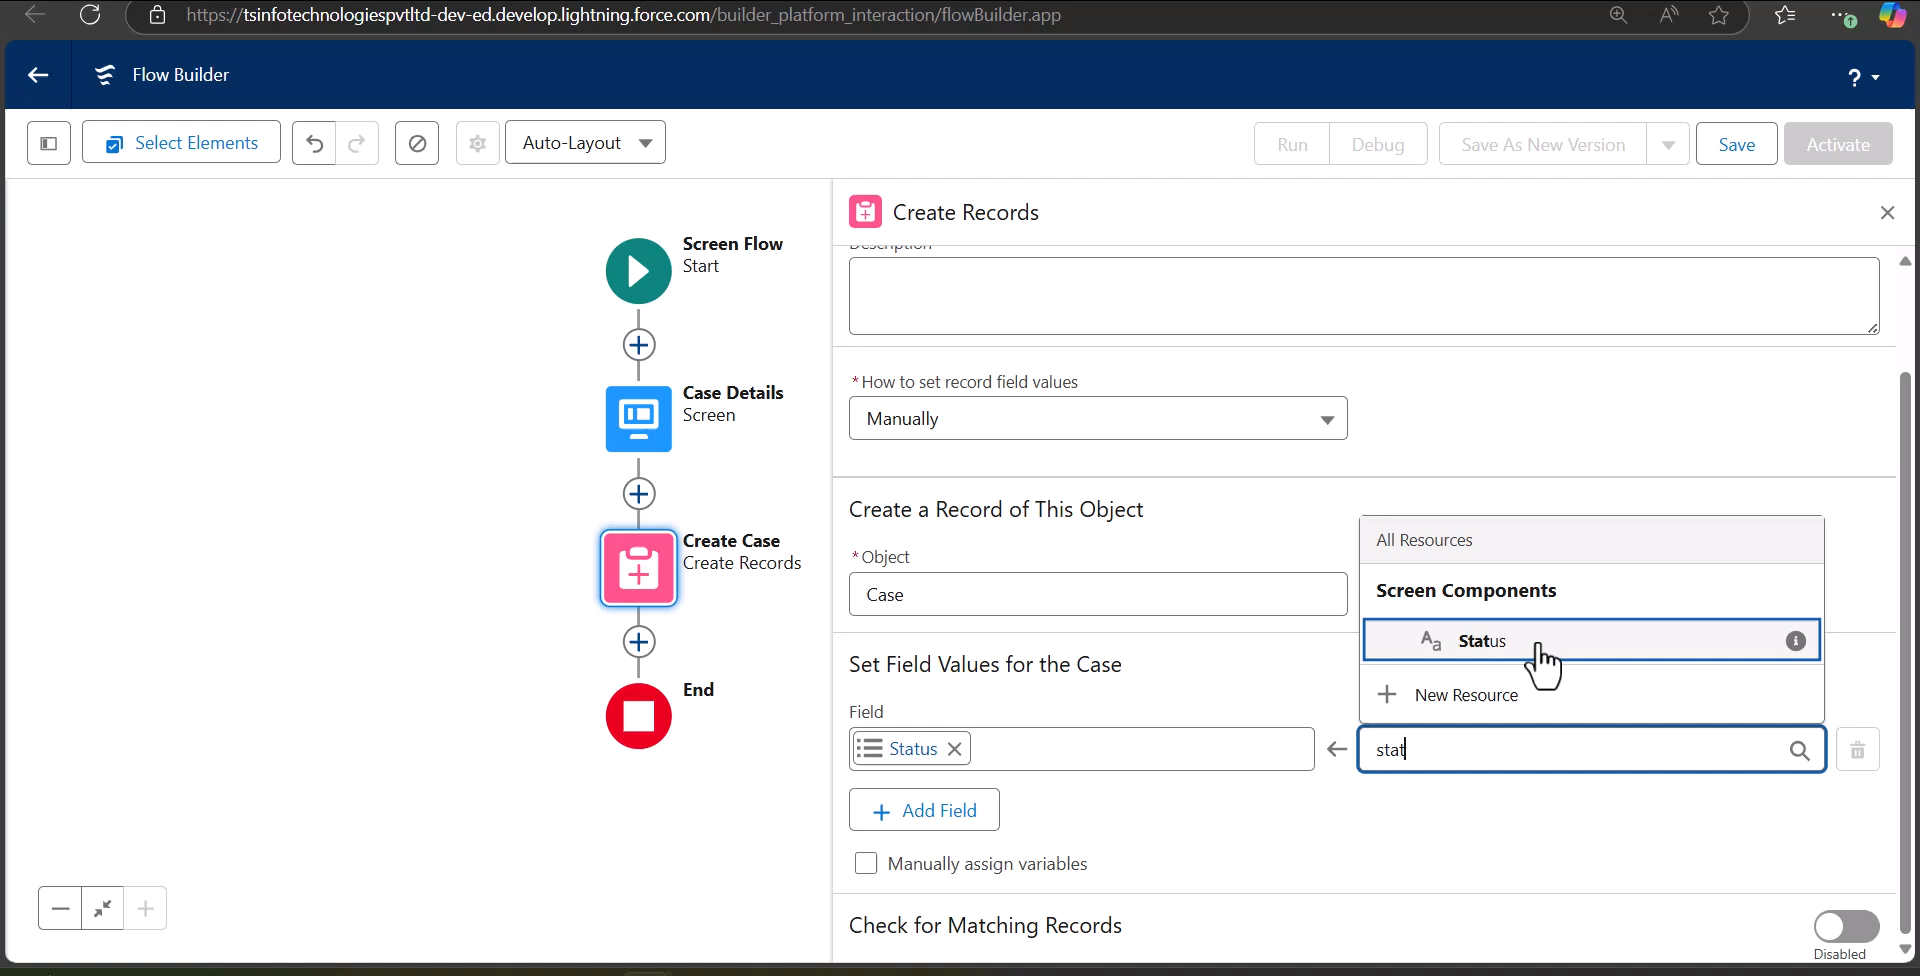 https://tsinfotechnologiespvtltd-dev-ed.develop.lightning.force.com/builder_platform_interaction/flowBuilder.app
Flow Builder
?
Select Elements
Auto-Layout
Run
Debug
Save As New Version
Save
Activate
Screen Flow
Start
Case Details
Screen
Create Case
Create Records
End
Create Records
Description
*How to set record field values
Manually
Create a Record of This Object
*Object
Case
All Resources
Screen Components
Aa Status
New Resource
Set Field Values for the Case
Field
Status
stat
Add Field
Manually assign variables
Check for Matching Records
Disabled